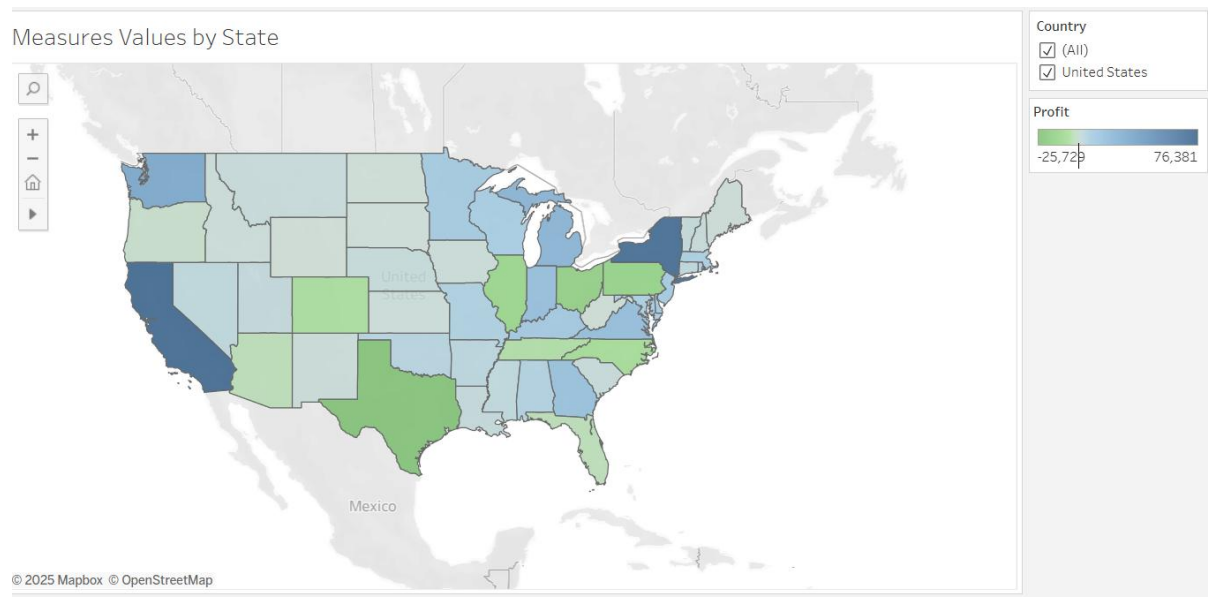 Measures Values by State
United
States
Mexico
© 2025 Mapbox © OpenStreetMap
Country
(All)
United States
Profit
-25,729
76,381